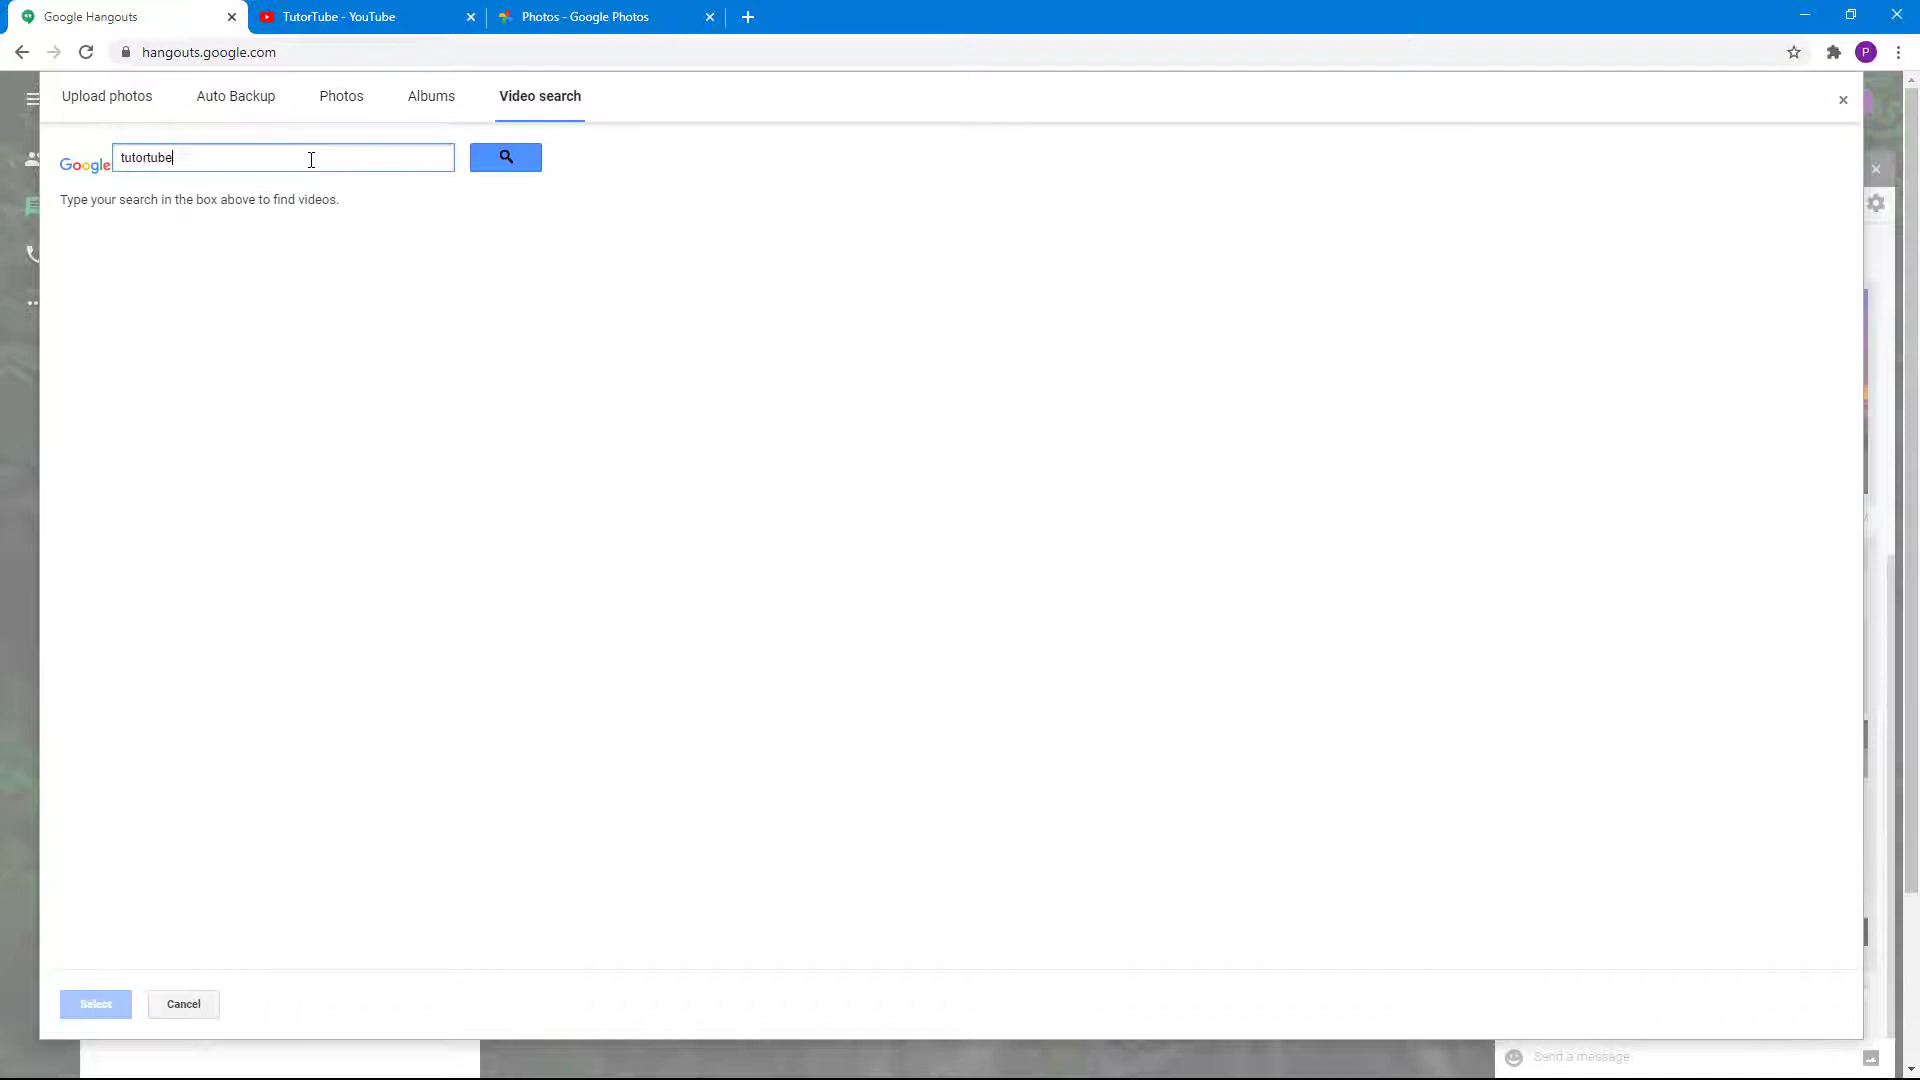 Google Hangouts
TutorTube - YouTube
Photos - Google Photos
hangouts.google.com
P
Upload photos
Auto Backup
Photos
Albums
Video search
Google
tutortube
Type your search in the box above to find videos.
Select
Cancel
Send a message